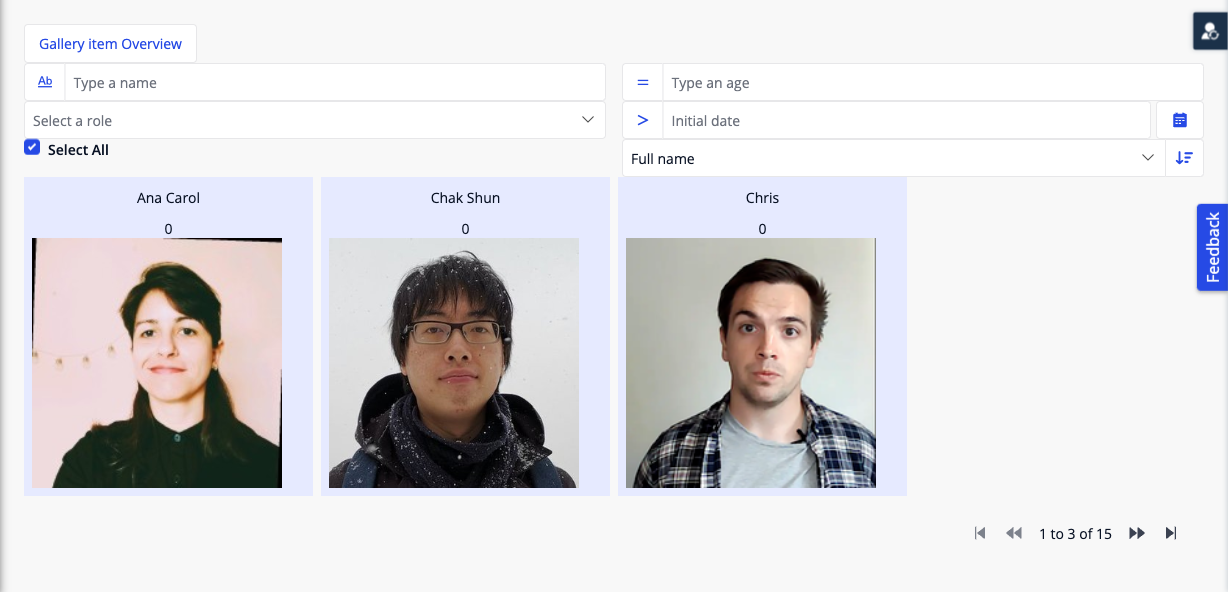 Gallery item Overview
Ab Type a name
= Type an age
Select a role
> Initial date
Select All
Full name
Ana Carol
0
Chak Shun
0
Chris
0
Feedback
1 to 3 of 15